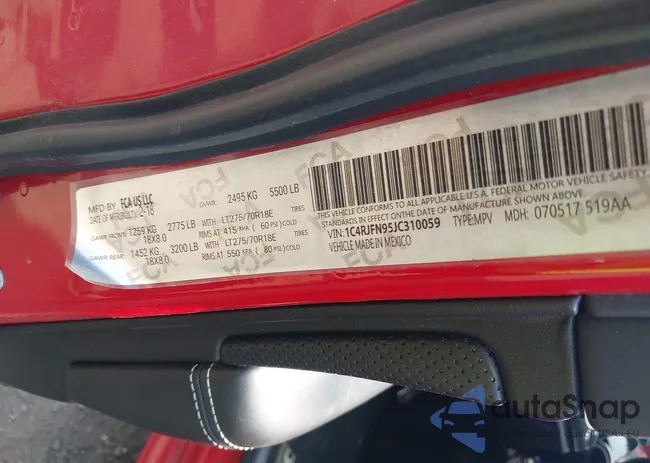 MFD BY FCA US LLC
DATE OF MFR(BUILT) 2-18
GVWR: 2495 KG 5500 LB
1259 KG 2775 LB WITH LT275/70R18E TIRES
18X8.0 RIMS AT 415 KPA ( 60 PSI) COLD
GAWR REAR: 1452 KG 3200 LB WITH LT275/70R18E TIRES
18X8.0 RIMS AT 550 KPA ( 80 PSI) COLD
THIS VEHICLE CONFORMS TO ALL APPLICABLE U.S. FEDERAL MOTOR VEHICLE SAFETY
STANDARDS IN EFFECT ON THE DATE OF MANUFACTURE SHOWN ABOVE.
VIN:1C4RJFN95JC310059 TYPE:MPV MDH: 070517 519AA
VEHICLE MADE IN MEXICO
FCA
autoSnap